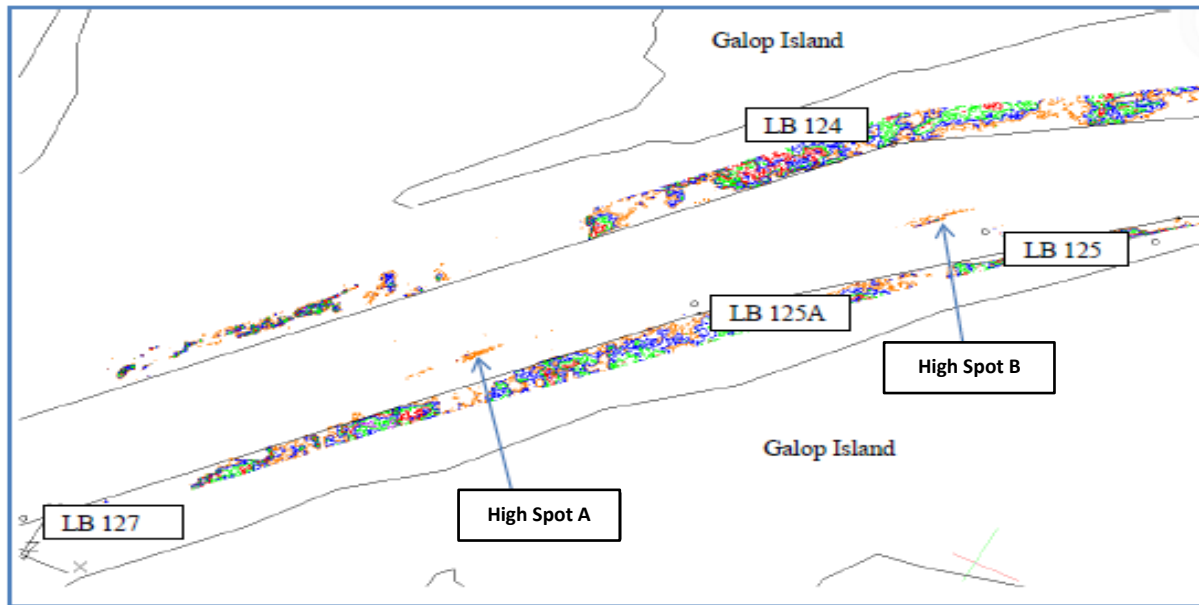 Galop Island
LB 124
LB 125
LB 125A
High Spot B
Galop Island
High Spot A
LB 127